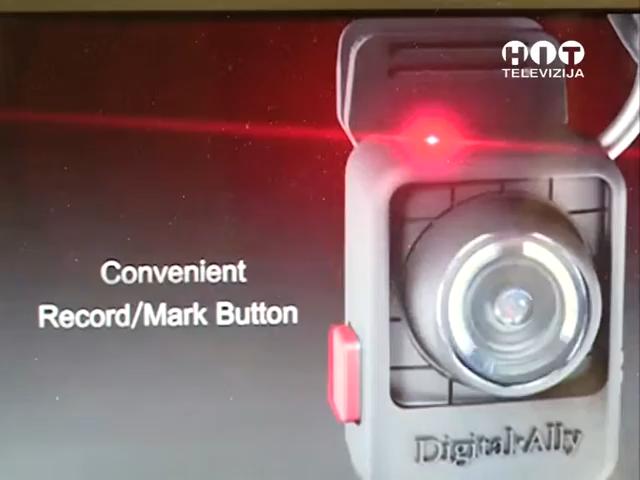 HIT
TELEVIZIJA
Convenient
Record/Mark Button
Digital-Ally